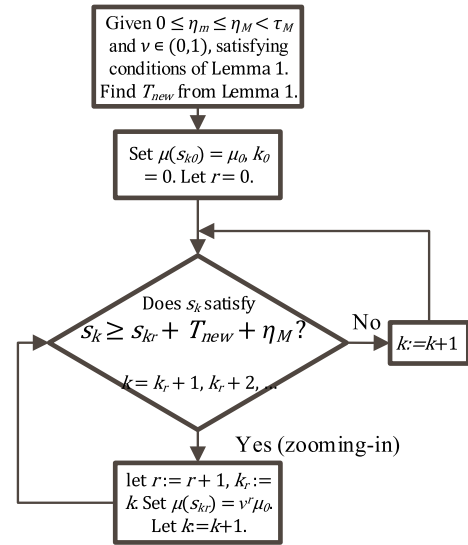 Given 0 ≤ η_m ≤ η_M < τ_M
and ν ∈ (0,1), satisfying
conditions of Lemma 1.
Find T_new from Lemma 1.
Set μ(s_k0) = μ_0, k_0
= 0. Let r = 0.
Does s_k satisfy
s_k ≥ s_kr + T_new + η_M?
k = k_r + 1, k_r + 2, ...
No
k:=k+1
Yes (zooming-in)
let r := r + 1, k_r :=
k. Set μ(s_kr) = ν^r μ_0.
Let k:=k+1.